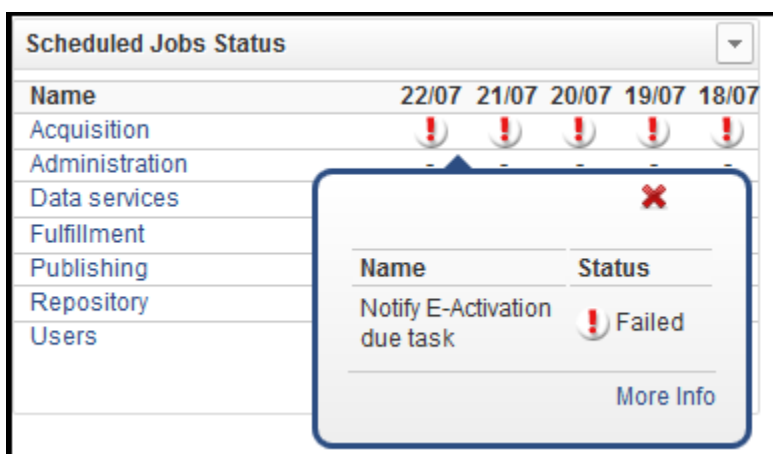 Scheduled Jobs Status
Name 22/07 21/07 20/07 19/07 18/07
Acquisition
Administration - - - - -
Data services
Fulfillment
Publishing
Repository
Users
Name Status
Notify E-Activation
due task
Failed
More Info